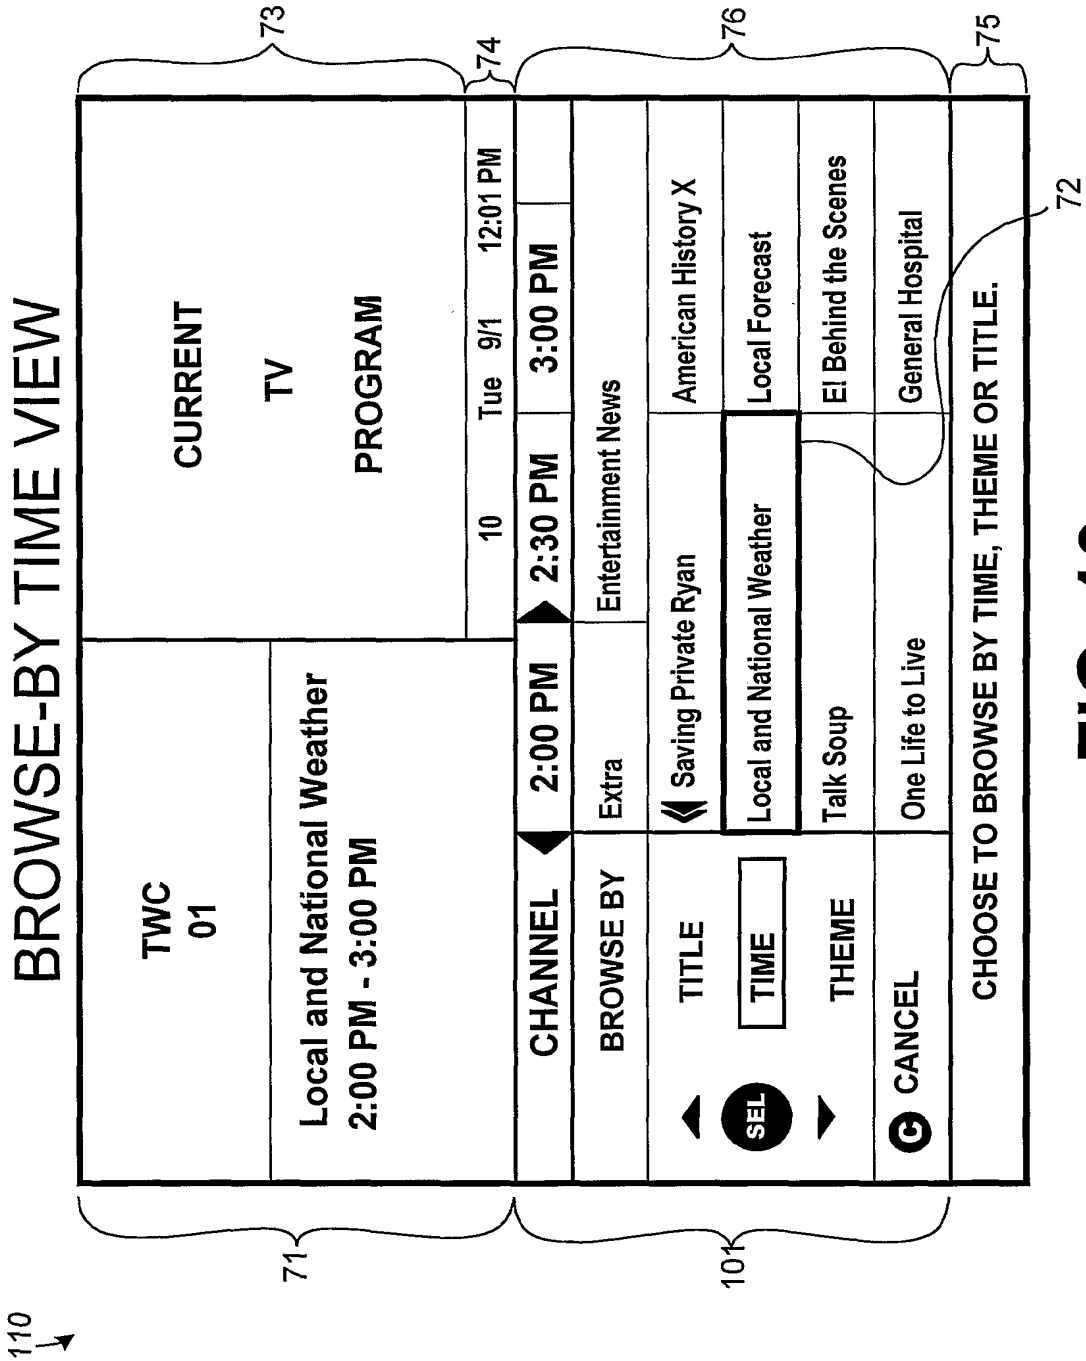 110
BROWSE-BY TIME VIEW
71
73
TWC
01
CURRENT
TV
PROGRAM
Local and National Weather
2:00 PM - 3:00 PM
10 Tue 9/1 12:01 PM
74
CHANNEL 2:00 PM 2:30 PM 3:00 PM
101
76
BROWSE BY
Extra
Entertainment News
TITLE
Saving Private Ryan
American History X
SEL
TIME
Local and National Weather
Local Forecast
THEME
Talk Soup
E! Behind the Scenes
C CANCEL
One Life to Live
General Hospital
CHOOSE TO BROWSE BY TIME, THEME OR TITLE.
75
72